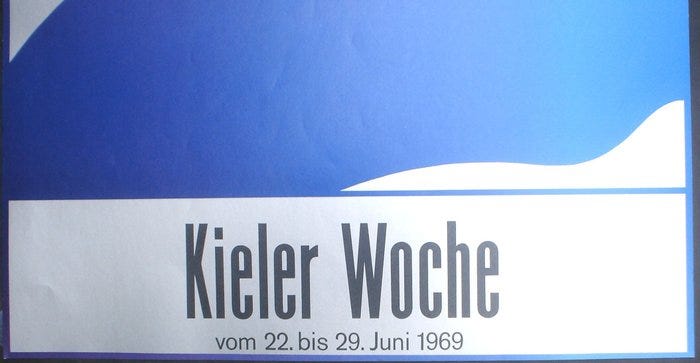 Kieler Woche
vom 22. bis 29. Juni 1969